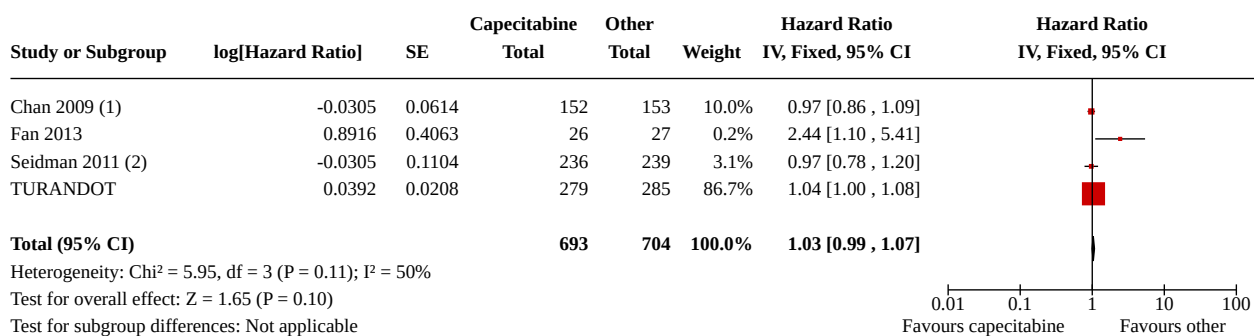 Capecitabine Other Hazard Ratio Hazard Ratio
Study or Subgroup log[Hazard Ratio] SE Total Total Weight IV, Fixed, 95% CI IV, Fixed, 95% CI
Chan 2009 (1) -0.0305 0.0614 152 153 10.0% 0.97 [0.86 , 1.09]
Fan 2013 0.8916 0.4063 26 27 0.2% 2.44 [1.10 , 5.41]
Seidman 2011 (2) -0.0305 0.1104 236 239 3.1% 0.97 [0.78 , 1.20]
TURANDOT 0.0392 0.0208 279 285 86.7% 1.04 [1.00 , 1.08]
Total (95% CI) 693 704 100.0% 1.03 [0.99 , 1.07]
Heterogeneity: Chi² = 5.95, df = 3 (P = 0.11); I² = 50%
Test for overall effect: Z = 1.65 (P = 0.10)
0.01 0.1 1 10 100
Test for subgroup differences: Not applicable
Favours capecitabine Favours other